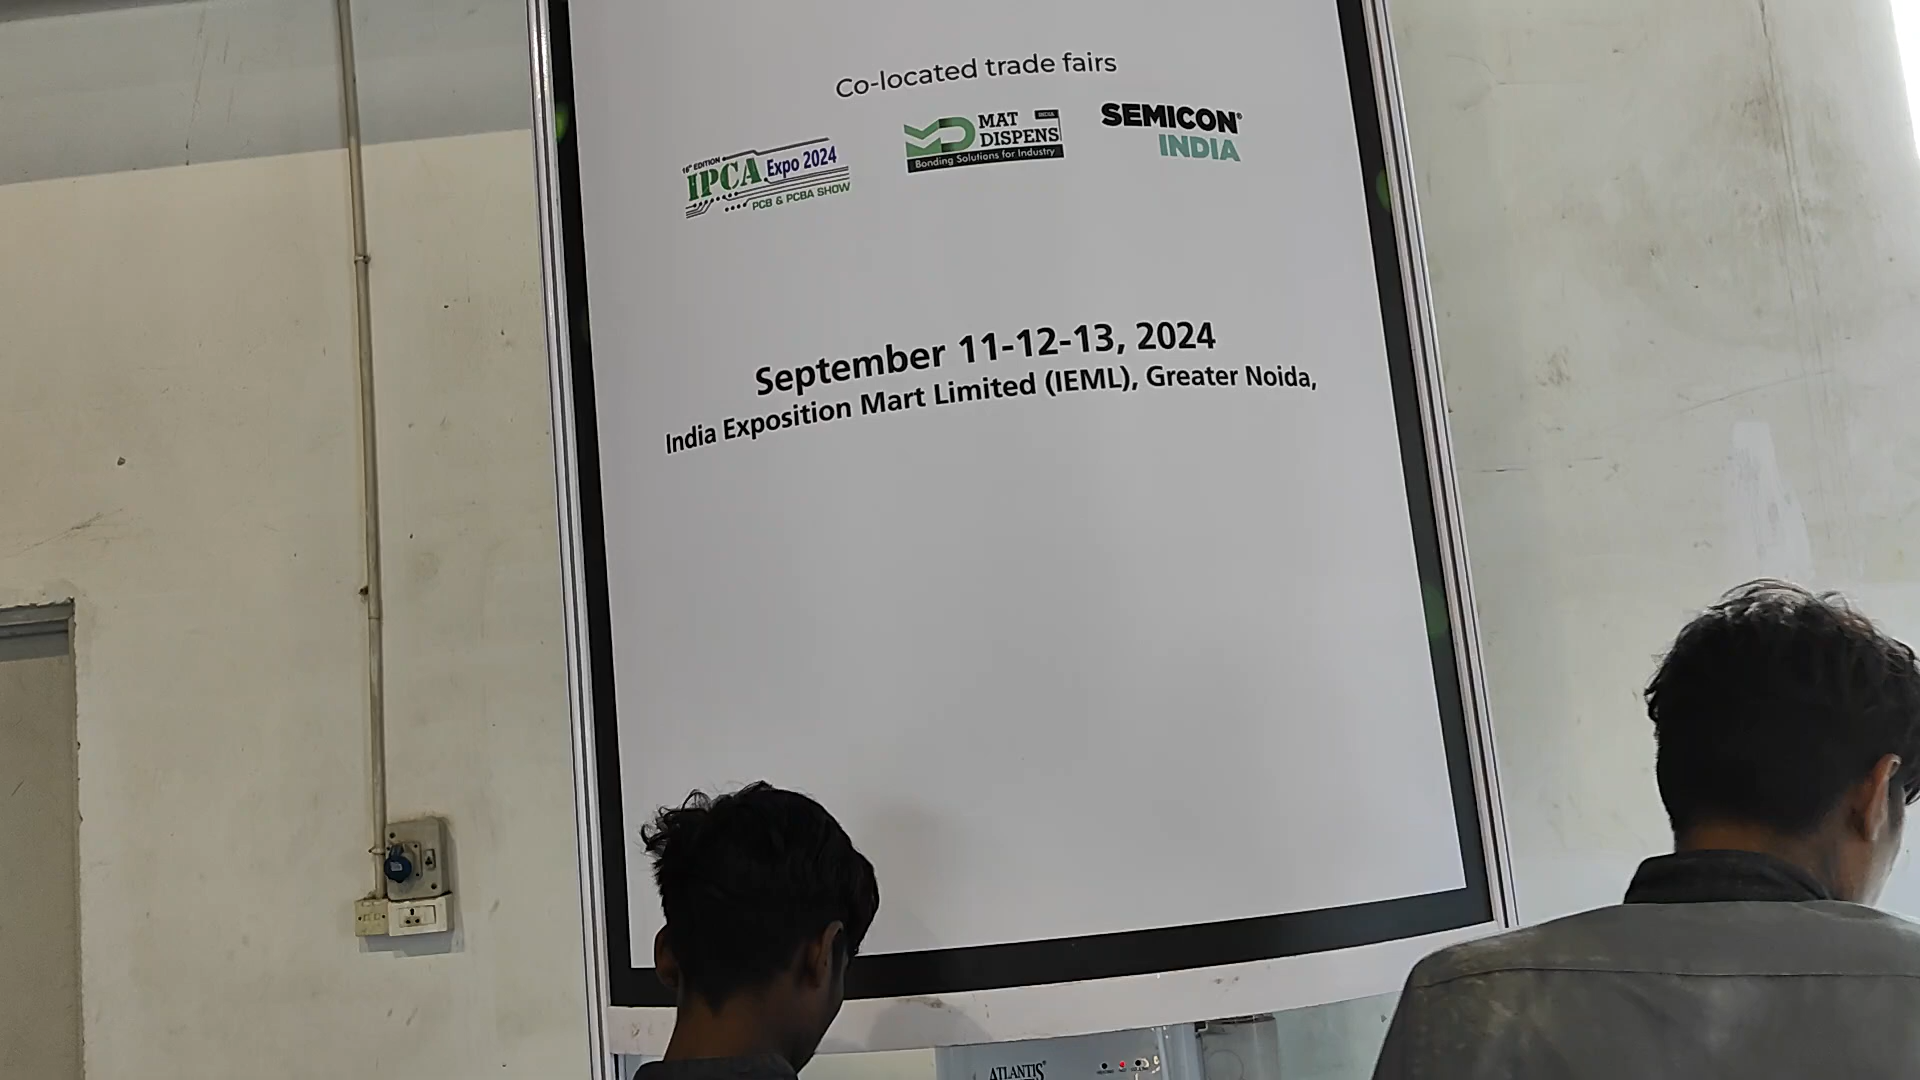 Co-located trade fairs
16th EDITION
IPCA Expo 2024
PCB & PCBA SHOW
MAT INDIA
DISPENS
Bonding Solutions for Industry
SEMICON®
INDIA
September 11-12-13, 2024
India Exposition Mart Limited (IEML), Greater Noida,
ATLANTIS